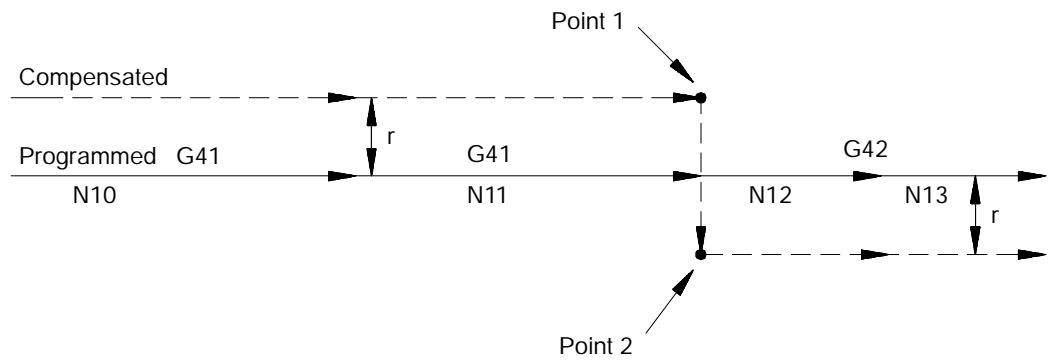 Point 1
Compensated
r
Programmed G41
G41
G42
N10
N11
N12
N13
r
Point 2